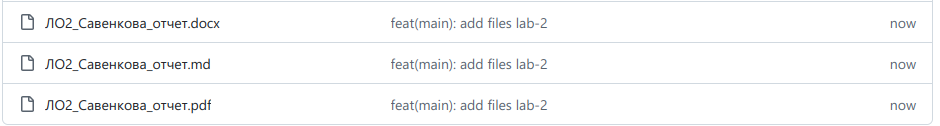 ЛО2_Савенкова_отчет.docx feat(main): add files lab-2 now
ЛО2_Савенкова_отчет.md feat(main): add files lab-2 now
ЛО2_Савенкова_отчет.pdf feat(main): add files lab-2 now